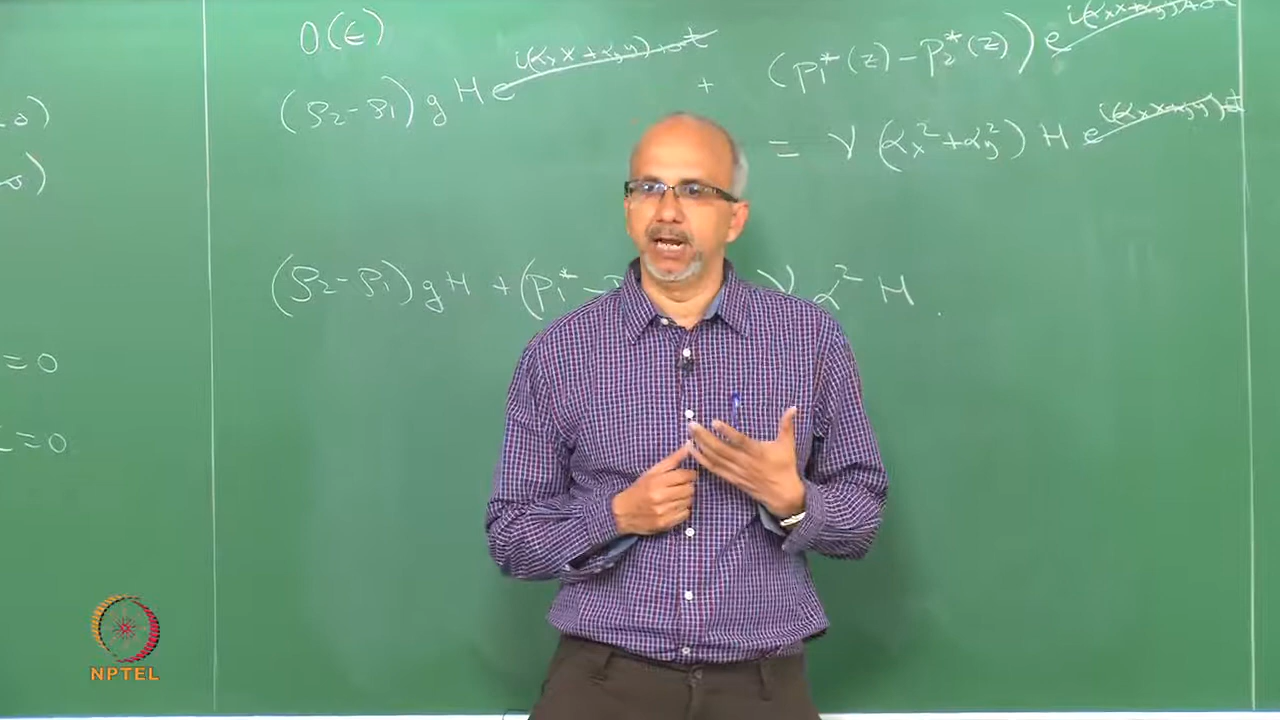 O(ϵ)
(ρ₂-ρ₁) g H e^{i(αₓx+α_y y)+σt} + (p₁*(z) - p₂*(z)) e^{i(αₓx+α_y y)+σt}
= γ (αₓ²+α_y²) H e^{i(αₓx+α_y y)+σt}
(ρ₂-ρ₁) g H + (p₁* - γ α² H
= 0
= 0
NPTEL